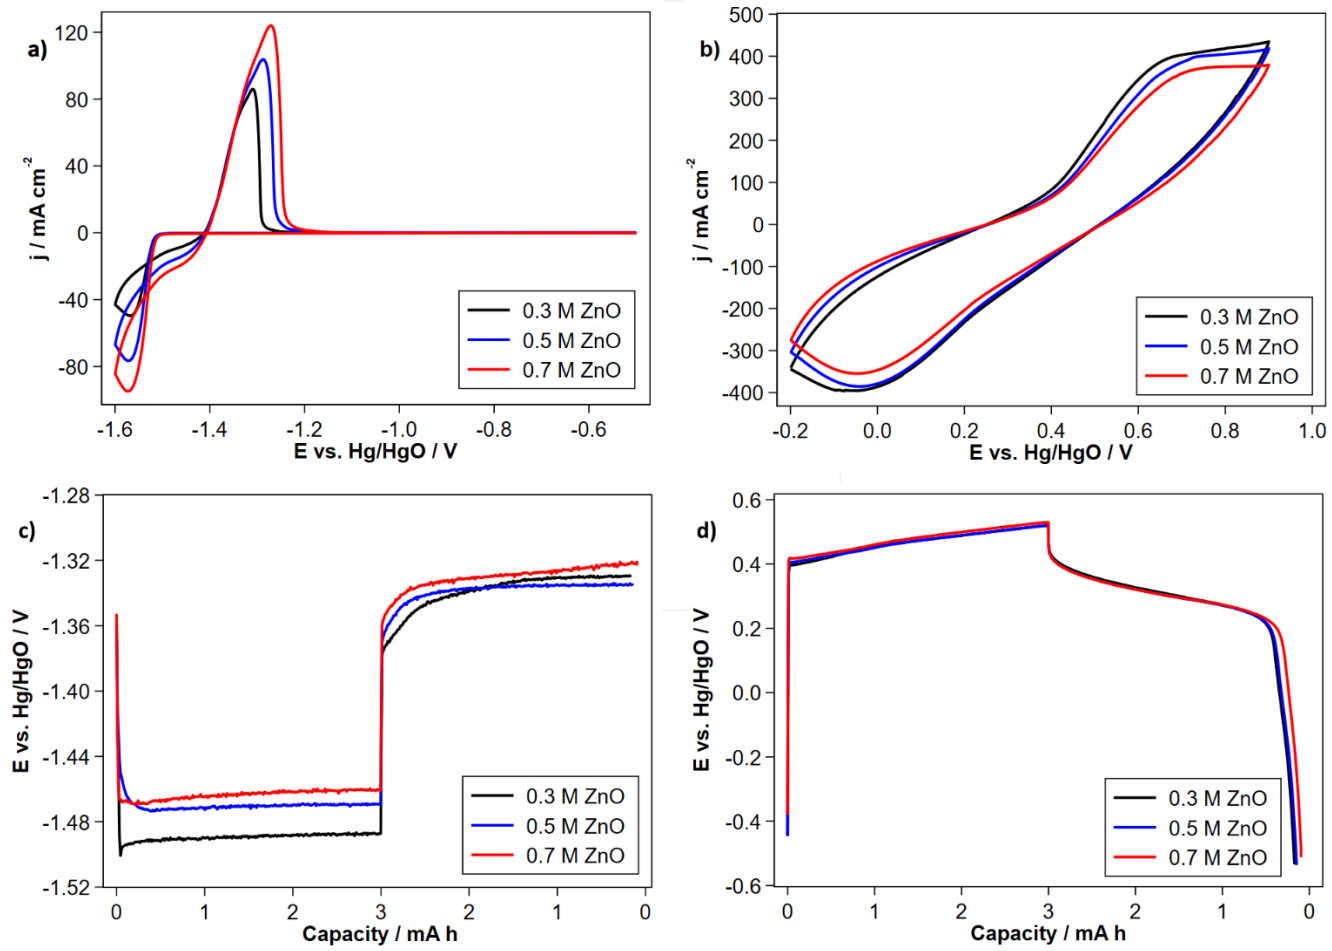 a)
120
80
40
0
-40
-80
j / mA cm-2
0.3 M ZnO
0.5 M ZnO
0.7 M ZnO
-1.6
-1.4
-1.2
-1.0
-0.8
-0.6
E vs. Hg/HgO / V
b)
500
400
300
200
100
0
-100
-200
-300
-400
j / mA cm-2
0.3 M ZnO
0.5 M ZnO
0.7 M ZnO
-0.2
0.0
0.2
0.4
0.6
0.8
1.0
E vs. Hg/HgO / V
c)
-1.28
-1.32
-1.36
-1.40
-1.44
-1.48
-1.52
E vs. Hg/HgO / V
0.3 M ZnO
0.5 M ZnO
0.7 M ZnO
0
1
2
3
2
1
0
Capacity / mA h
d)
0.6
0.4
0.2
0.0
-0.2
-0.4
-0.6
E vs. Hg/HgO / V
0.3 M ZnO
0.5 M ZnO
0.7 M ZnO
0
1
2
3
2
1
0
Capacity / mA h